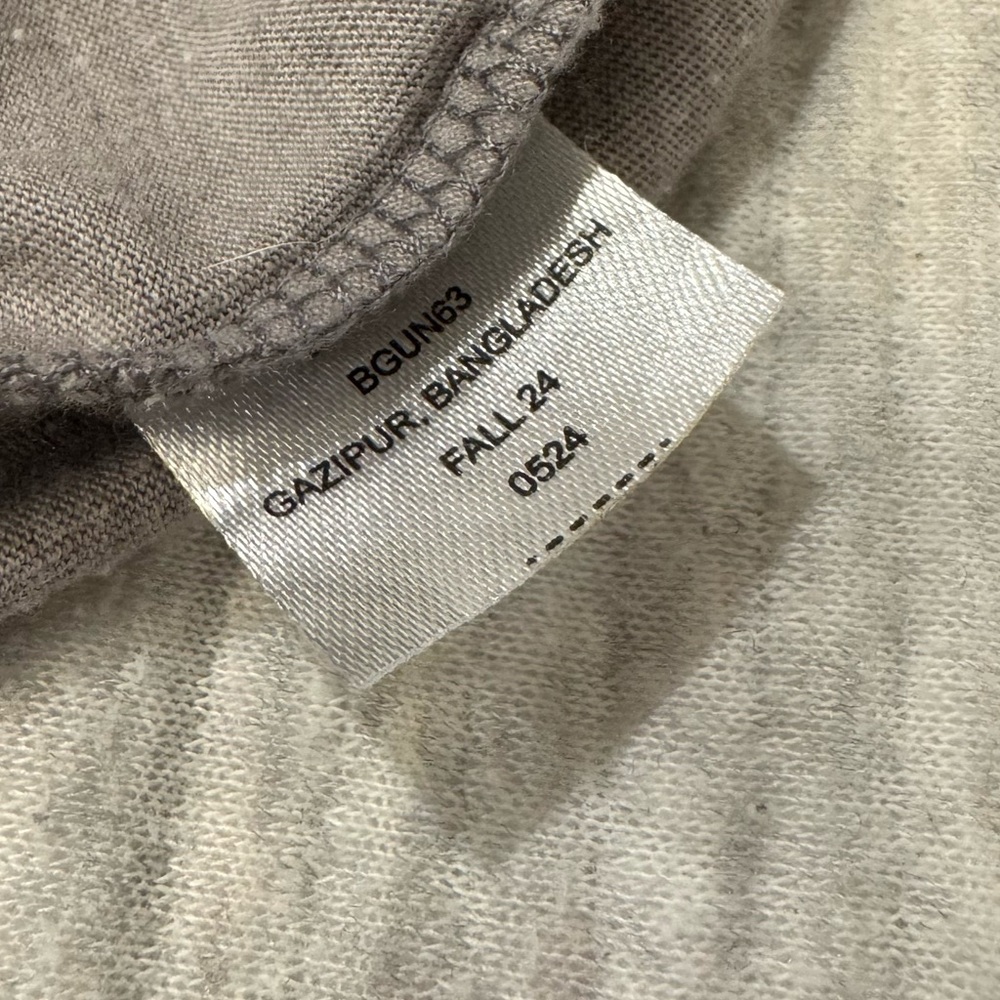 BGUN63
GAZIPUR, BANGLADESH
FALL 24
0524